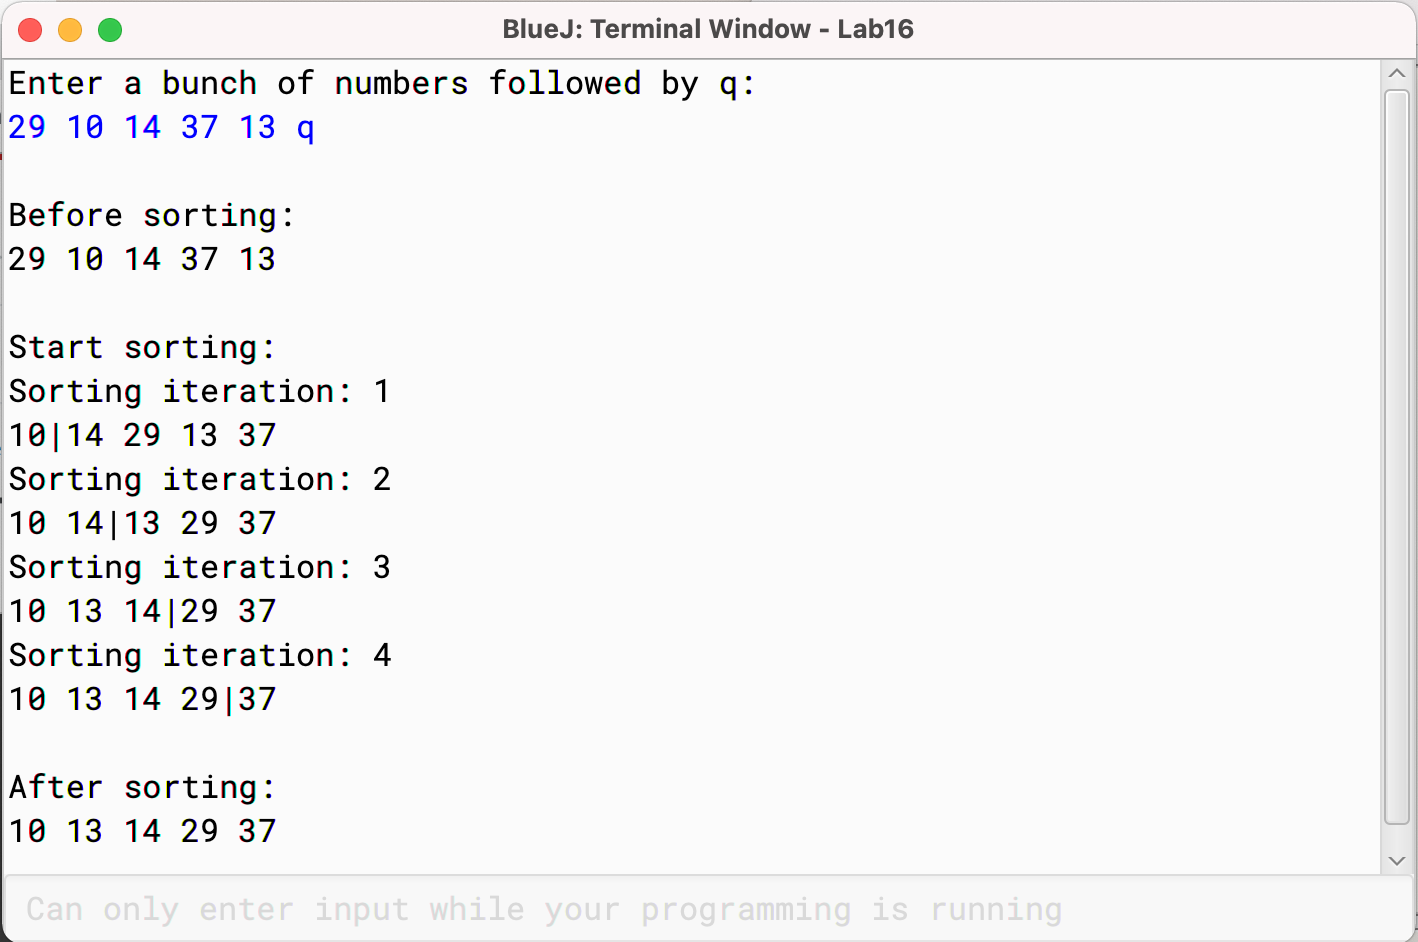 BlueJ: Terminal Window - Lab16
Enter a bunch of numbers followed by q:
29 10 14 37 13 q
Before sorting:
29 10 14 37 13
Start sorting:
Sorting iteration: 1
10|14 29 13 37
Sorting iteration: 2
10 14|13 29 37
Sorting iteration: 3
10 13 14|29 37
Sorting iteration: 4
10 13 14 29|37
After sorting:
10 13 14 29 37
Can only enter input while your programming is running